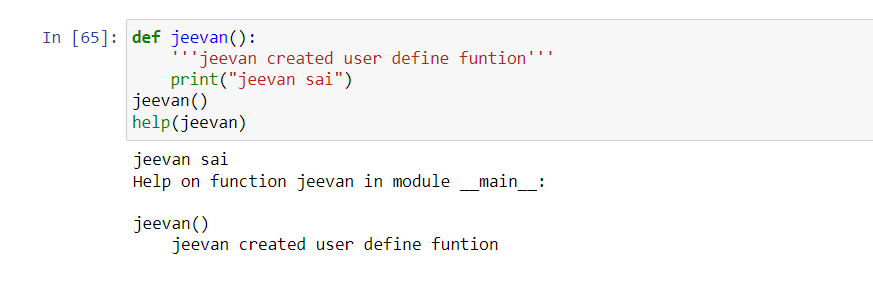 In [65]: def jeevan():
'''jeevan created user define funtion'''
print("jeevan sai")
jeevan()
help(jeevan)
jeevan sai
Help on function jeevan in module __main__:
jeevan()
jeevan created user define funtion